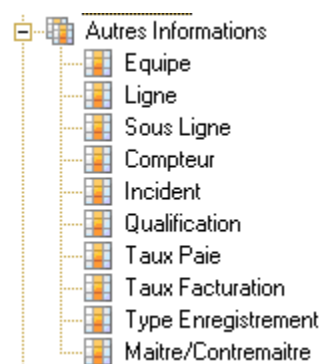 Autres Informations
Equipe
Ligne
Sous Ligne
Compteur
Incident
Qualification
Taux Paie
Taux Facturation
Type Enregistrement
Maitre/Contremaitre